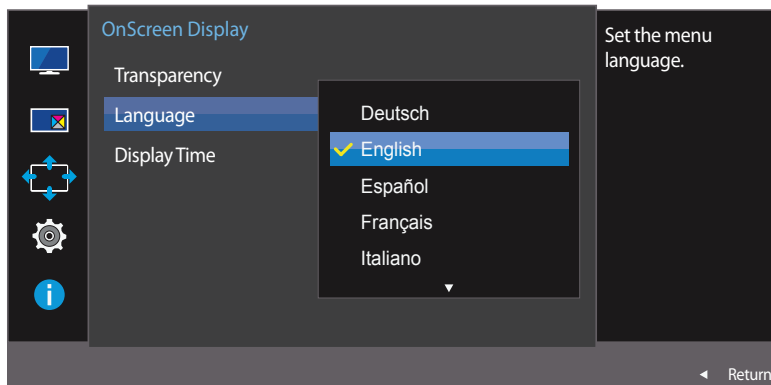 OnScreen Display
Transparency
Language
Display Time
Deutsch
English
Español
Français
Italiano
Set the menu
language.
Return